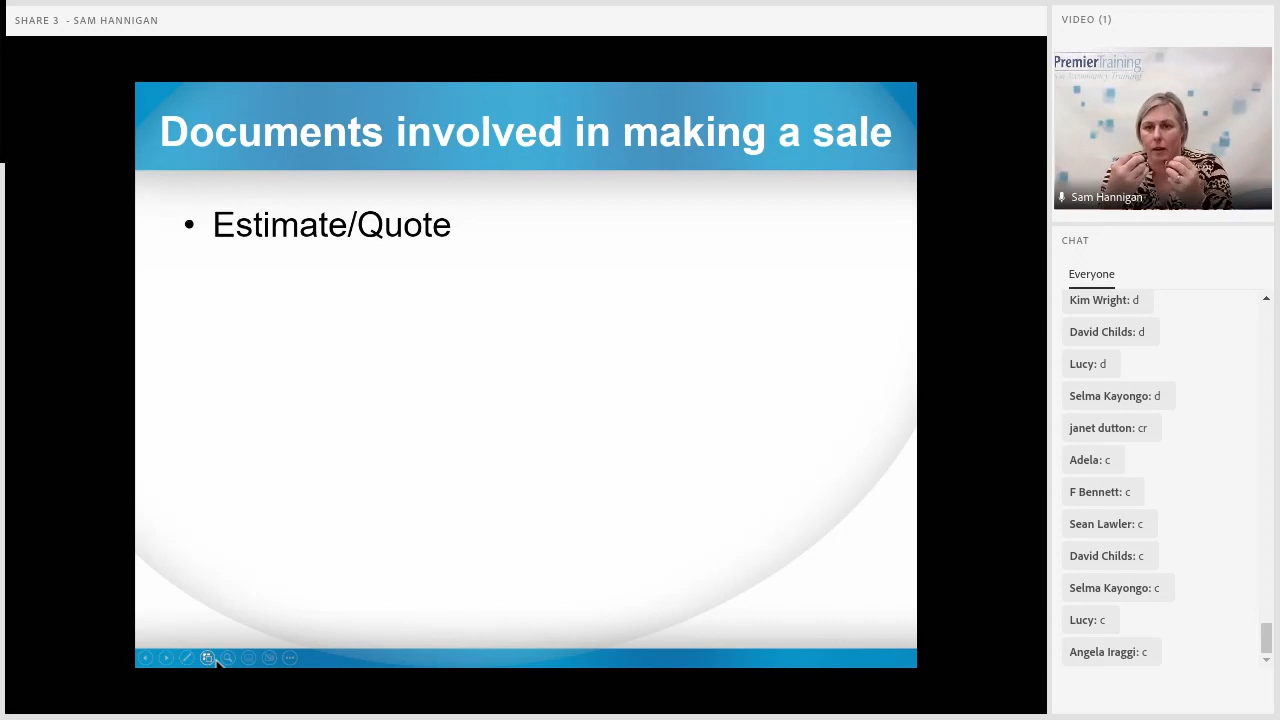 SHARE 3 - SAM HANNIGAN
Documents involved in making a sale
• Estimate/Quote
VIDEO (1)
PremierTraining
Accountancy Training
Sam Hannigan
CHAT
Everyone
Kim Wright: d
David Childs: d
Lucy: d
Selma Kayongo: d
janet dutton: cr
Adela: c
F Bennett: c
Sean Lawler: c
David Childs: c
Selma Kayongo: c
Lucy: c
Angela Iraggi: c